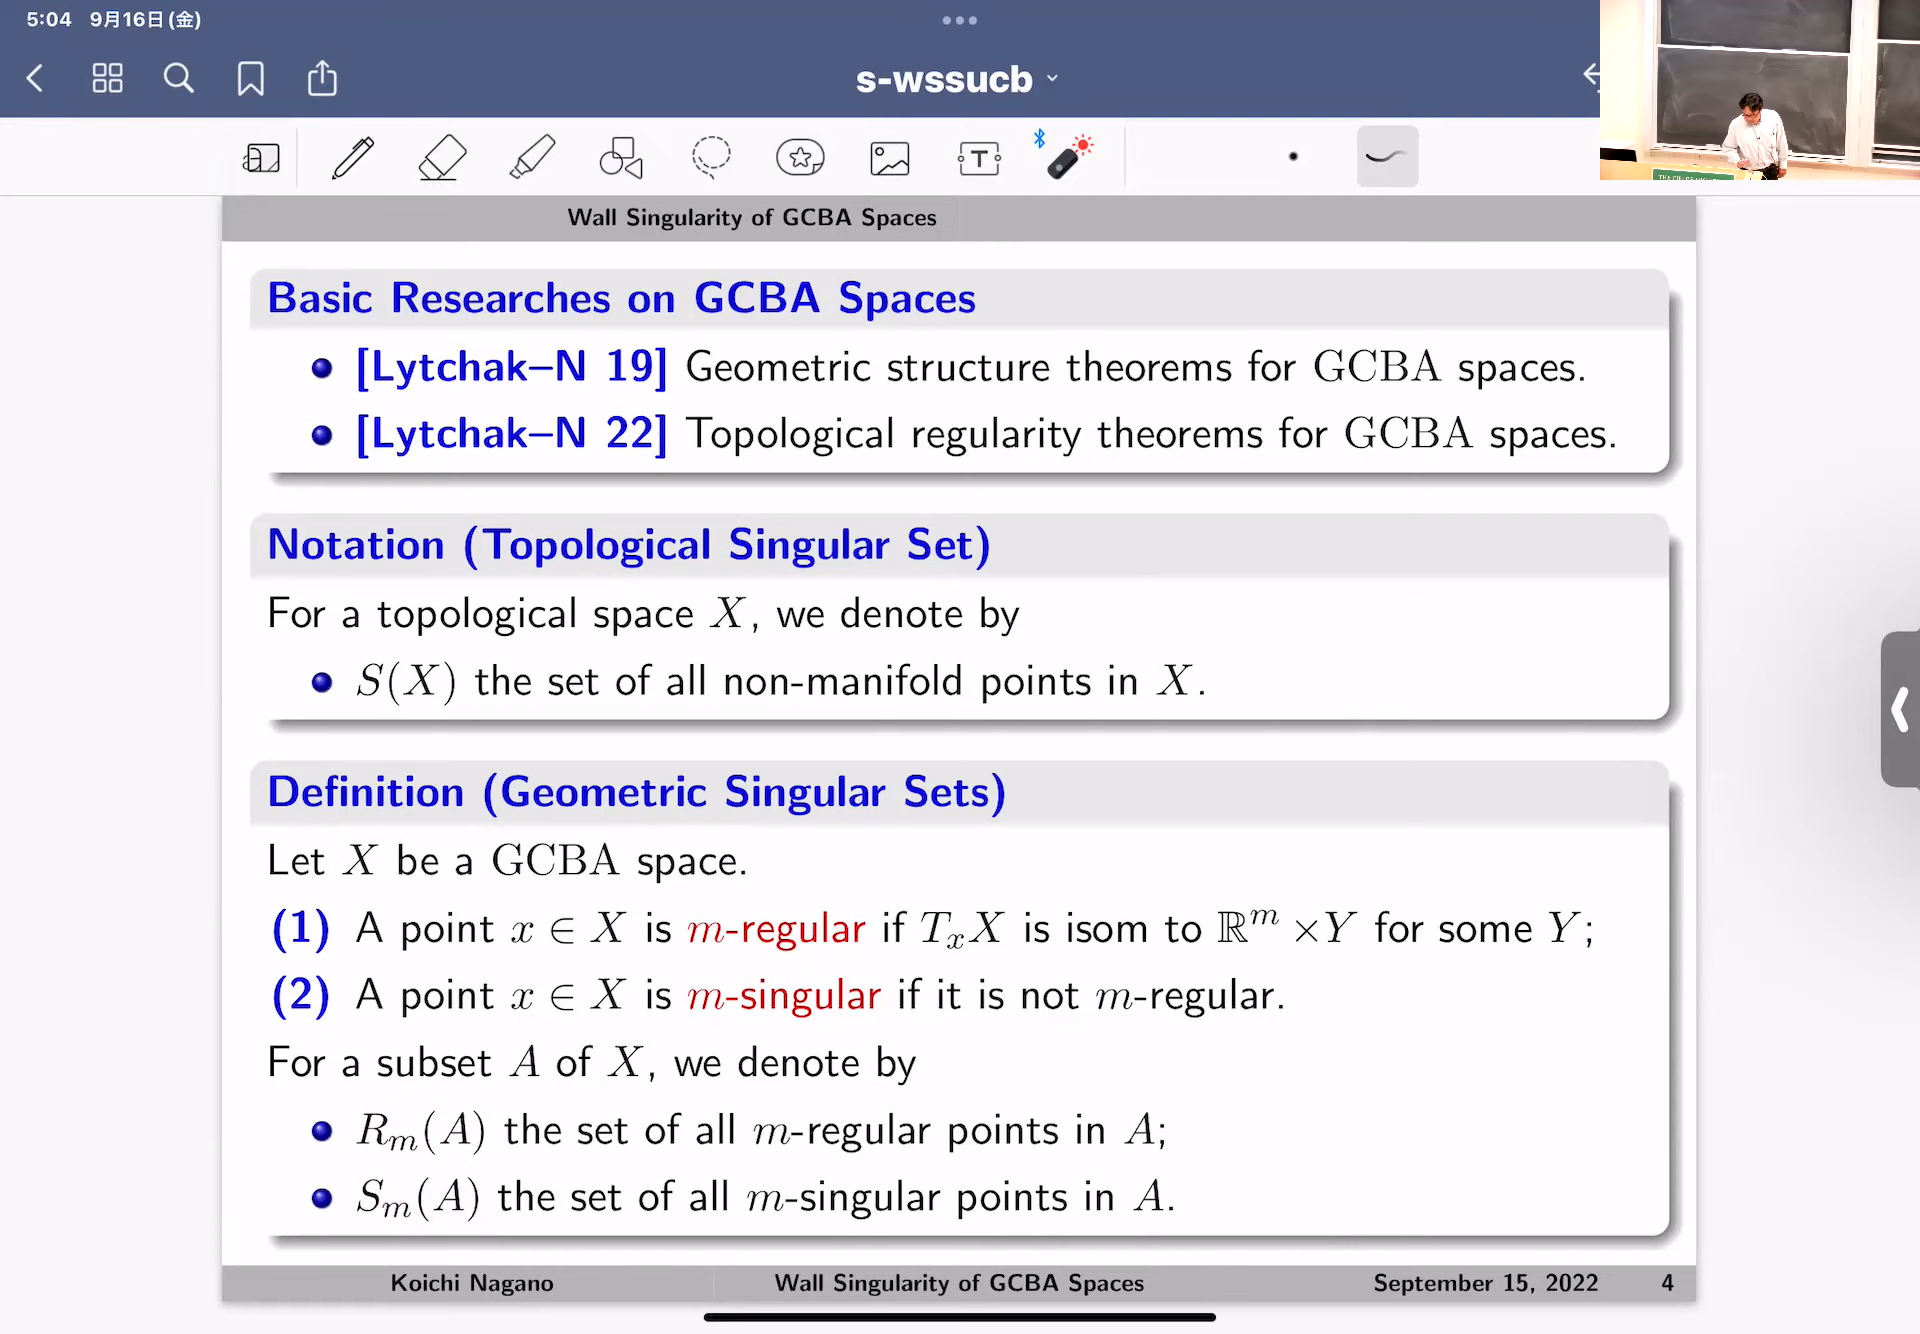 5:04 9月16日(金)
s-wssucb
Wall Singularity of GCBA Spaces
Basic Researches on GCBA Spaces
• [Lytchak–N 19] Geometric structure theorems for GCBA spaces.
• [Lytchak–N 22] Topological regularity theorems for GCBA spaces.
Notation (Topological Singular Set)
For a topological space X, we denote by
• S(X) the set of all non-manifold points in X.
Definition (Geometric Singular Sets)
Let X be a GCBA space.
(1) A point x ∈ X is m-regular if TₓX is isom to ℝᵐ × Y for some Y;
(2) A point x ∈ X is m-singular if it is not m-regular.
For a subset A of X, we denote by
• Rₘ(A) the set of all m-regular points in A;
• Sₘ(A) the set of all m-singular points in A.
Koichi Nagano Wall Singularity of GCBA Spaces September 15, 2022 4